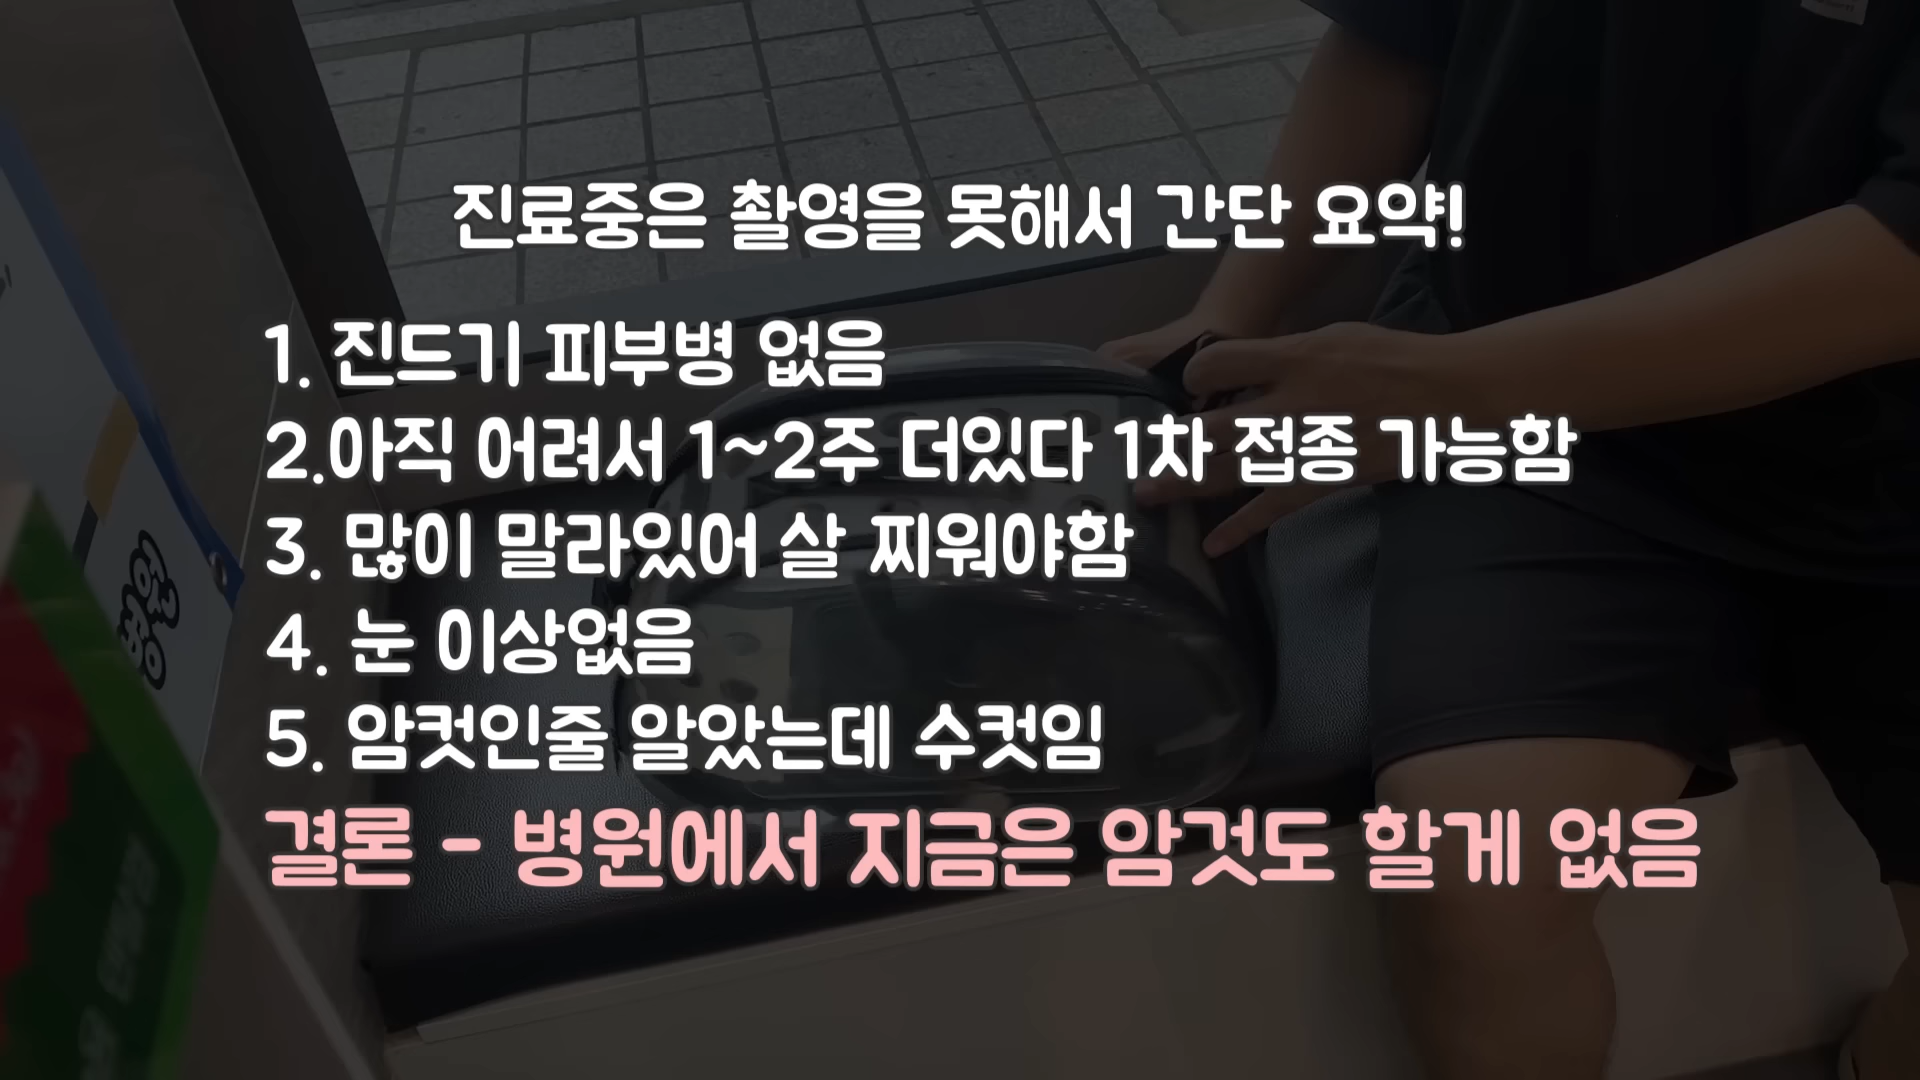 진료중은 촬영을 못해서 간단 요약!
1. 진드기 피부병 없음
2.아직 어려서 1~2주 더있다 1차 접종 가능함
3. 많이 말라있어 살 찌워야함
4. 눈 이상없음
5. 암컷인줄 알았는데 수컷임
결론 - 병원에서 지금은 암것도 할게 없음